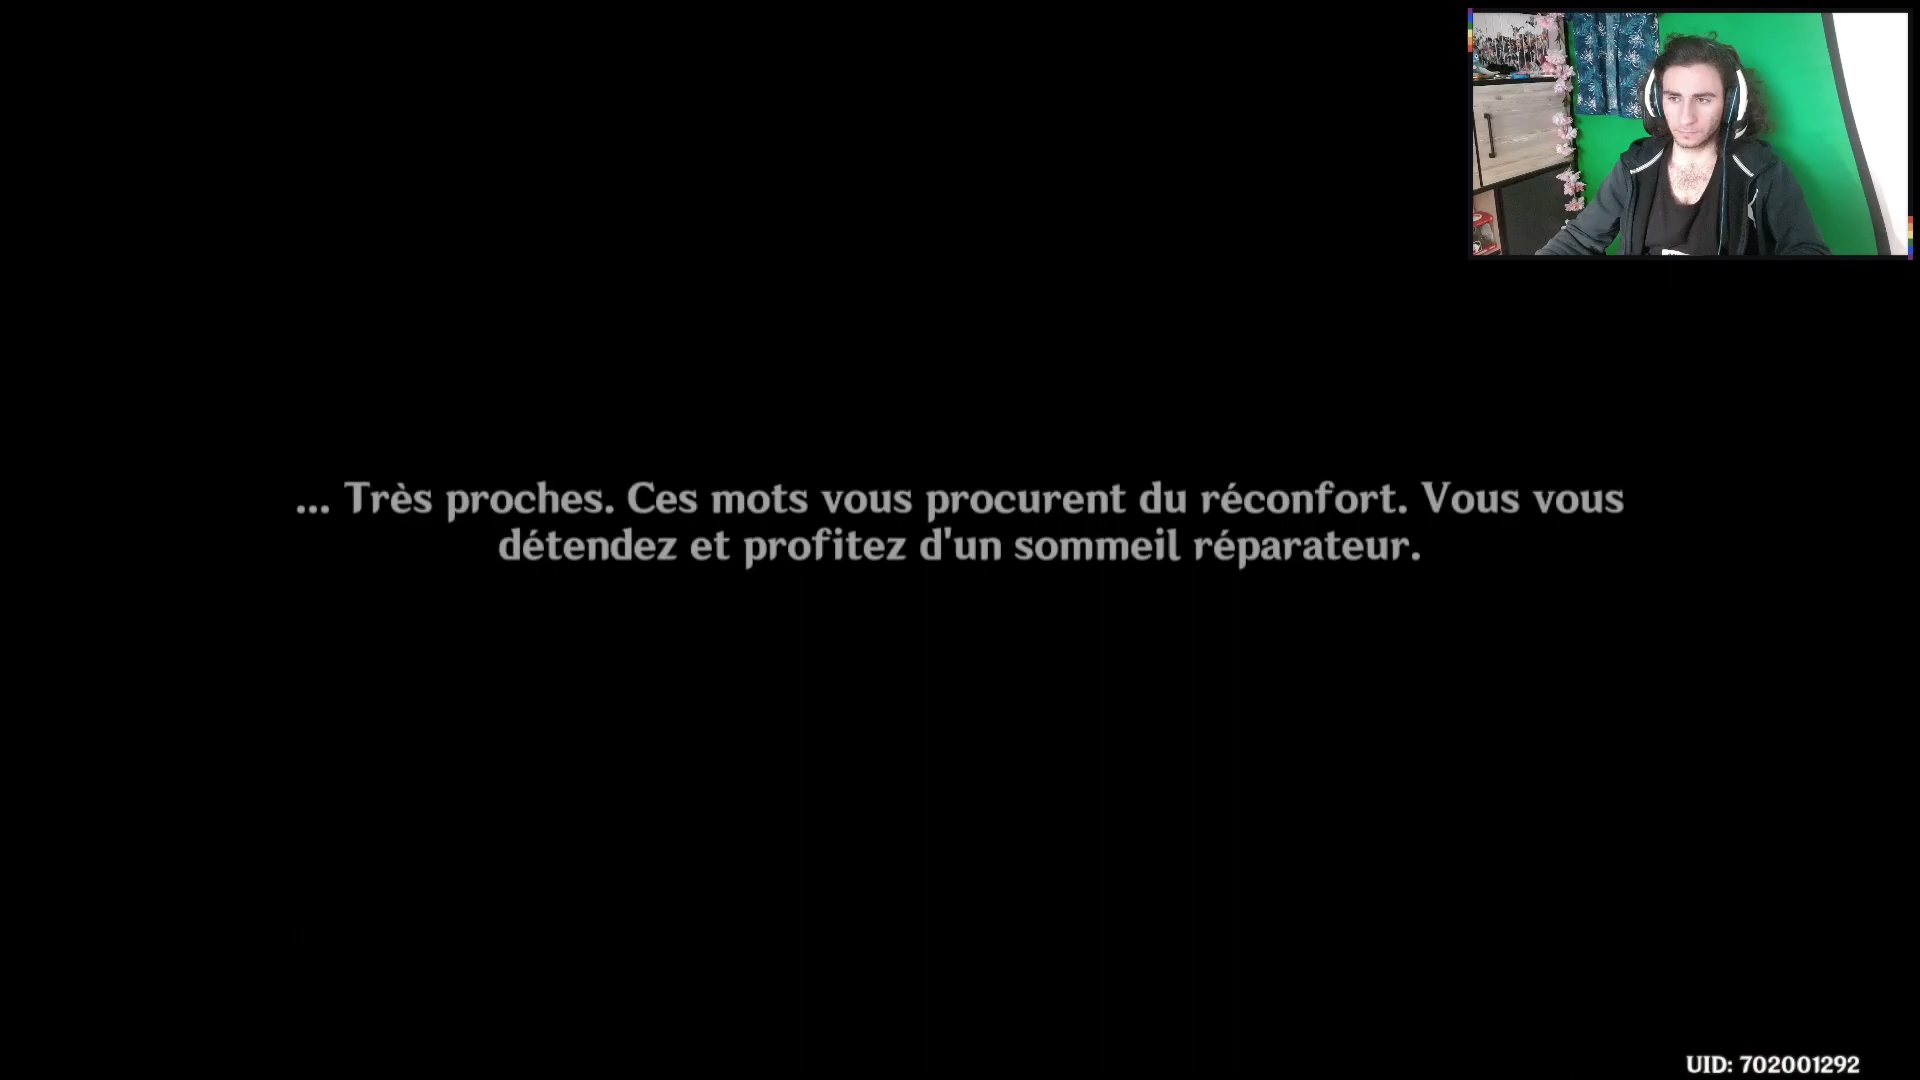 ... Très proches. Ces mots vous procurent du réconfort. Vous vous
détendez et profitez d'un sommeil réparateur.
UID: 702001292